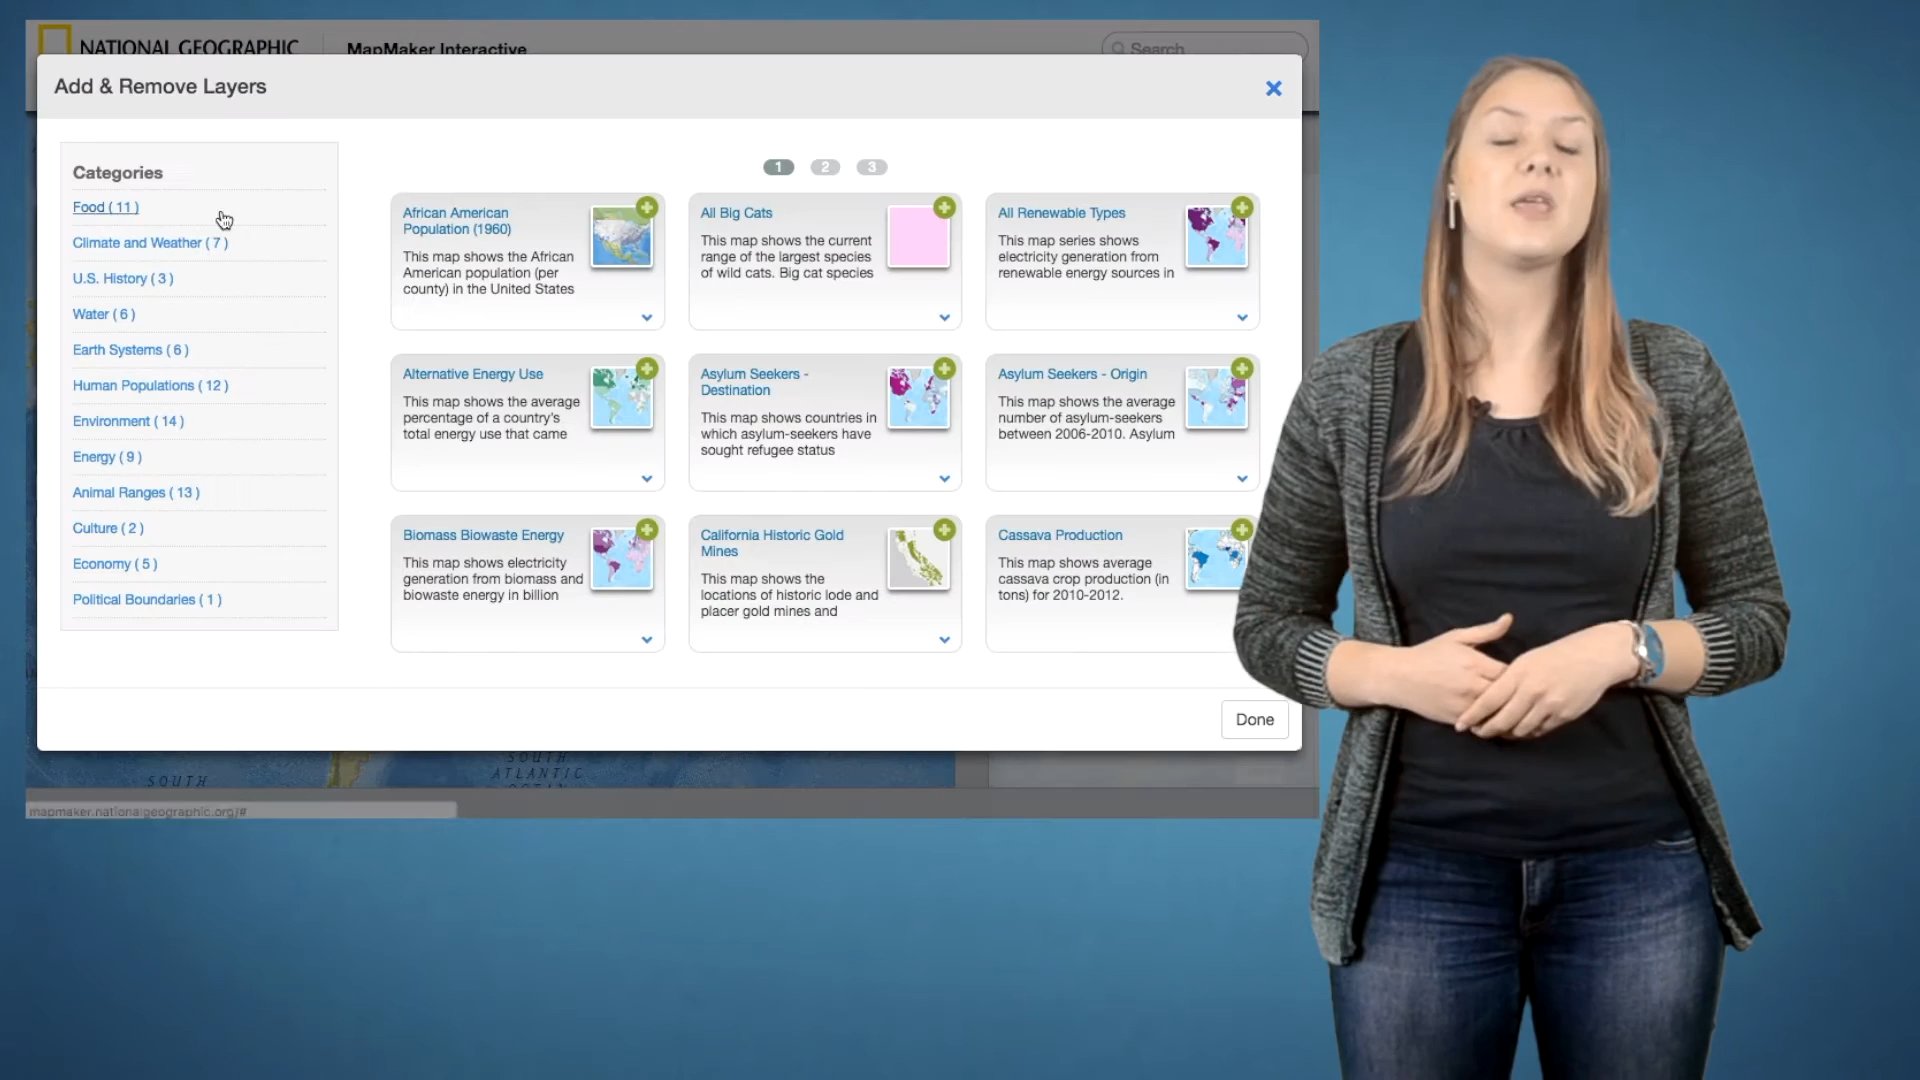 NATIONAL GEOGRAPHIC
MapMaker Interactive
Search
Add & Remove Layers
Categories
Food ( 11 )
Climate and Weather ( 7 )
U.S. History ( 3 )
Water ( 6 )
Earth Systems ( 6 )
Human Populations ( 12 )
Environment ( 14 )
Energy ( 9 )
Animal Ranges ( 13 )
Culture ( 2 )
Economy ( 5 )
Political Boundaries ( 1 )
1 2 3
African American
Population (1960)
This map shows the African
American population (per
county) in the United States
All Big Cats
This map shows the current
range of the largest species
of wild cats. Big cat species
All Renewable Types
This map series shows
electricity generation from
renewable energy sources in
Alternative Energy Use
This map shows the average
percentage of a country's
total energy use that came
Asylum Seekers -
Destination
This map shows countries in
which asylum-seekers have
sought refugee status
Asylum Seekers - Origin
This map shows the average
number of asylum-seekers
between 2006-2010. Asylum
Biomass Biowaste Energy
This map shows electricity
generation from biomass and
biowaste energy in billion
California Historic Gold
Mines
This map shows the
locations of historic lode and
placer gold mines and
Cassava Production
This map shows average
cassava crop production (in
tons) for 2010-2012.
Done
SOUTH
SOUTH
ATLANTIC
OCEAN
mapmaker.nationalgeographic.org/#